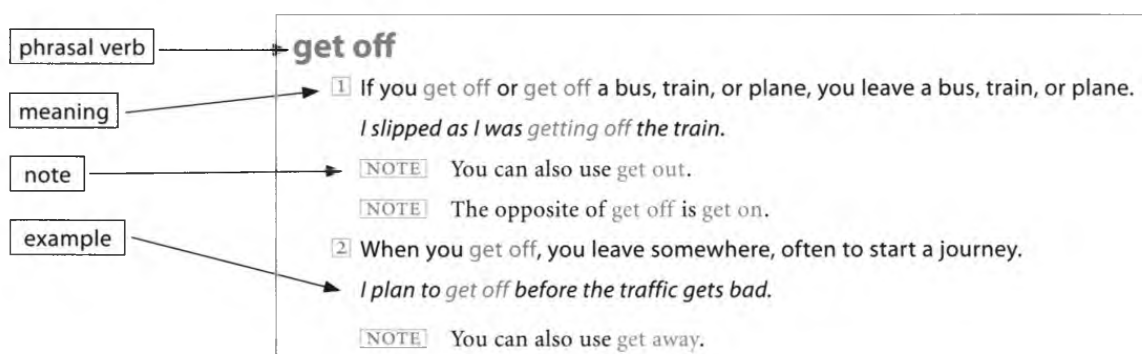 phrasal verb
get off
meaning
1 If you get off or get off a bus, train, or plane, you leave a bus, train, or plane.
I slipped as I was getting off the train.
note
NOTE You can also use get out.
NOTE The opposite of get off is get on.
example
2 When you get off, you leave somewhere, often to start a journey.
I plan to get off before the traffic gets bad.
NOTE You can also use get away.